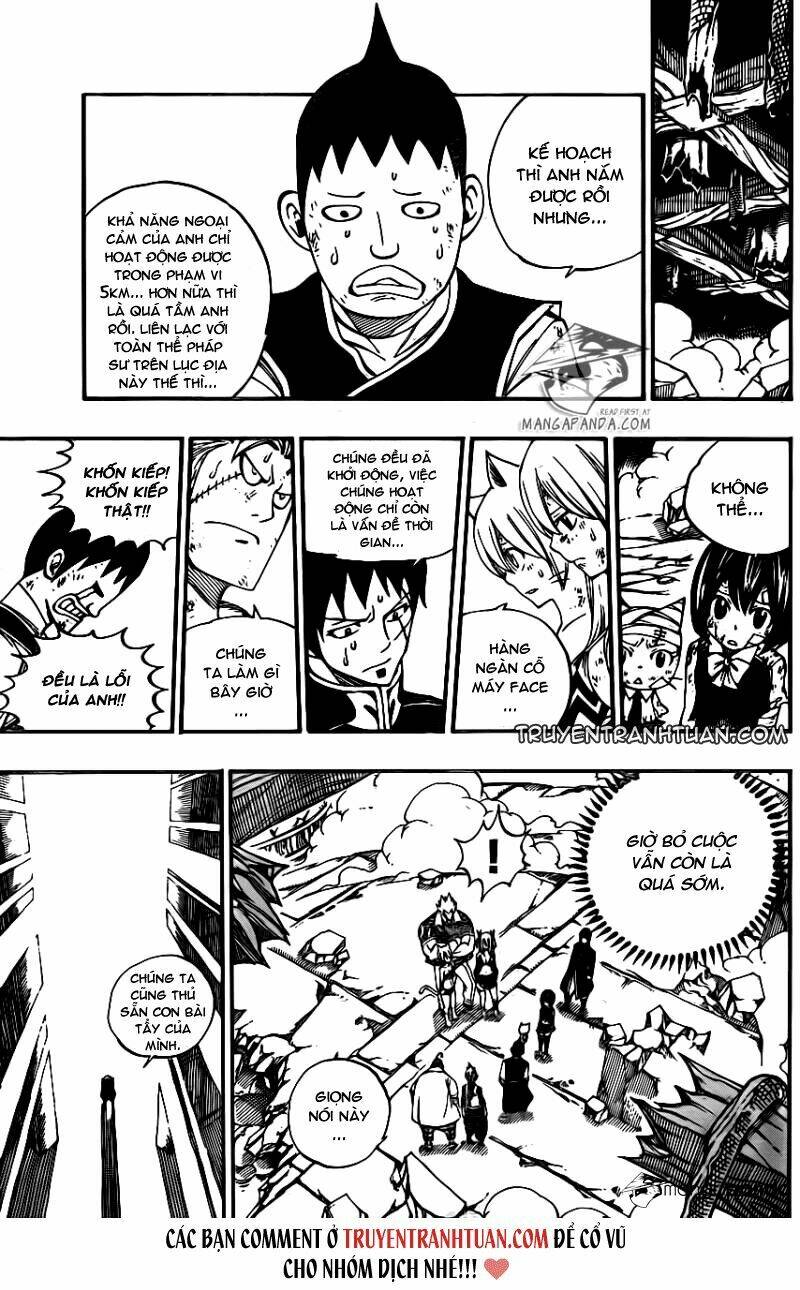 KẾ HOẠCH
THÌ ANH NẮM
ĐƯỢC RỒI
NHƯNG...
KHẢ NĂNG NGOẠI
CẢM CỦA ANH CHỈ
HOẠT ĐỘNG ĐƯỢC
TRONG PHẠM VI
5KM... HƠN NỮA THÌ
LÀ QUÁ TẦM ANH
RỒI. LIÊN LẠC VỚI
TOÀN THỂ PHÁP
SƯ TRÊN LỤC ĐỊA
NÀY THẾ THÌ...
READ FIRST AT
MANGAPANDA.COM
KHÔNG
THỂ...
HÀNG
NGÀN CỖ
MÁY FACE
...
CHÚNG ĐỀU ĐÃ
KHỞI ĐỘNG, VIỆC
CHÚNG HOẠT
ĐỘNG CHỈ CÒN
LÀ VẤN ĐỀ THỜI
GIAN...
CHÚNG
TA LÀM GÌ
BÂY GIỜ
...
KHỐN KIẾP!
KHỐN KIẾP
THẬT!!
ĐỀU LÀ LỖI
CỦA ANH!!
TRUYENTRANHTUAN.COM
GIỜ BỎ CUỘC
VẪN CÒN LÀ
QUÁ SỚM.
!
GIỌNG
NÓI NÀY
...
CHÚNG TA
CŨNG THỦ
SẴN CON BÀI
TẨY CỦA
MÌNH.
CÁC BẠN COMMENT Ở TRUYENTRANHTUAN.COM ĐỂ CỔ VŨ
CHO NHÓM DỊCH NHÉ!!! ❤